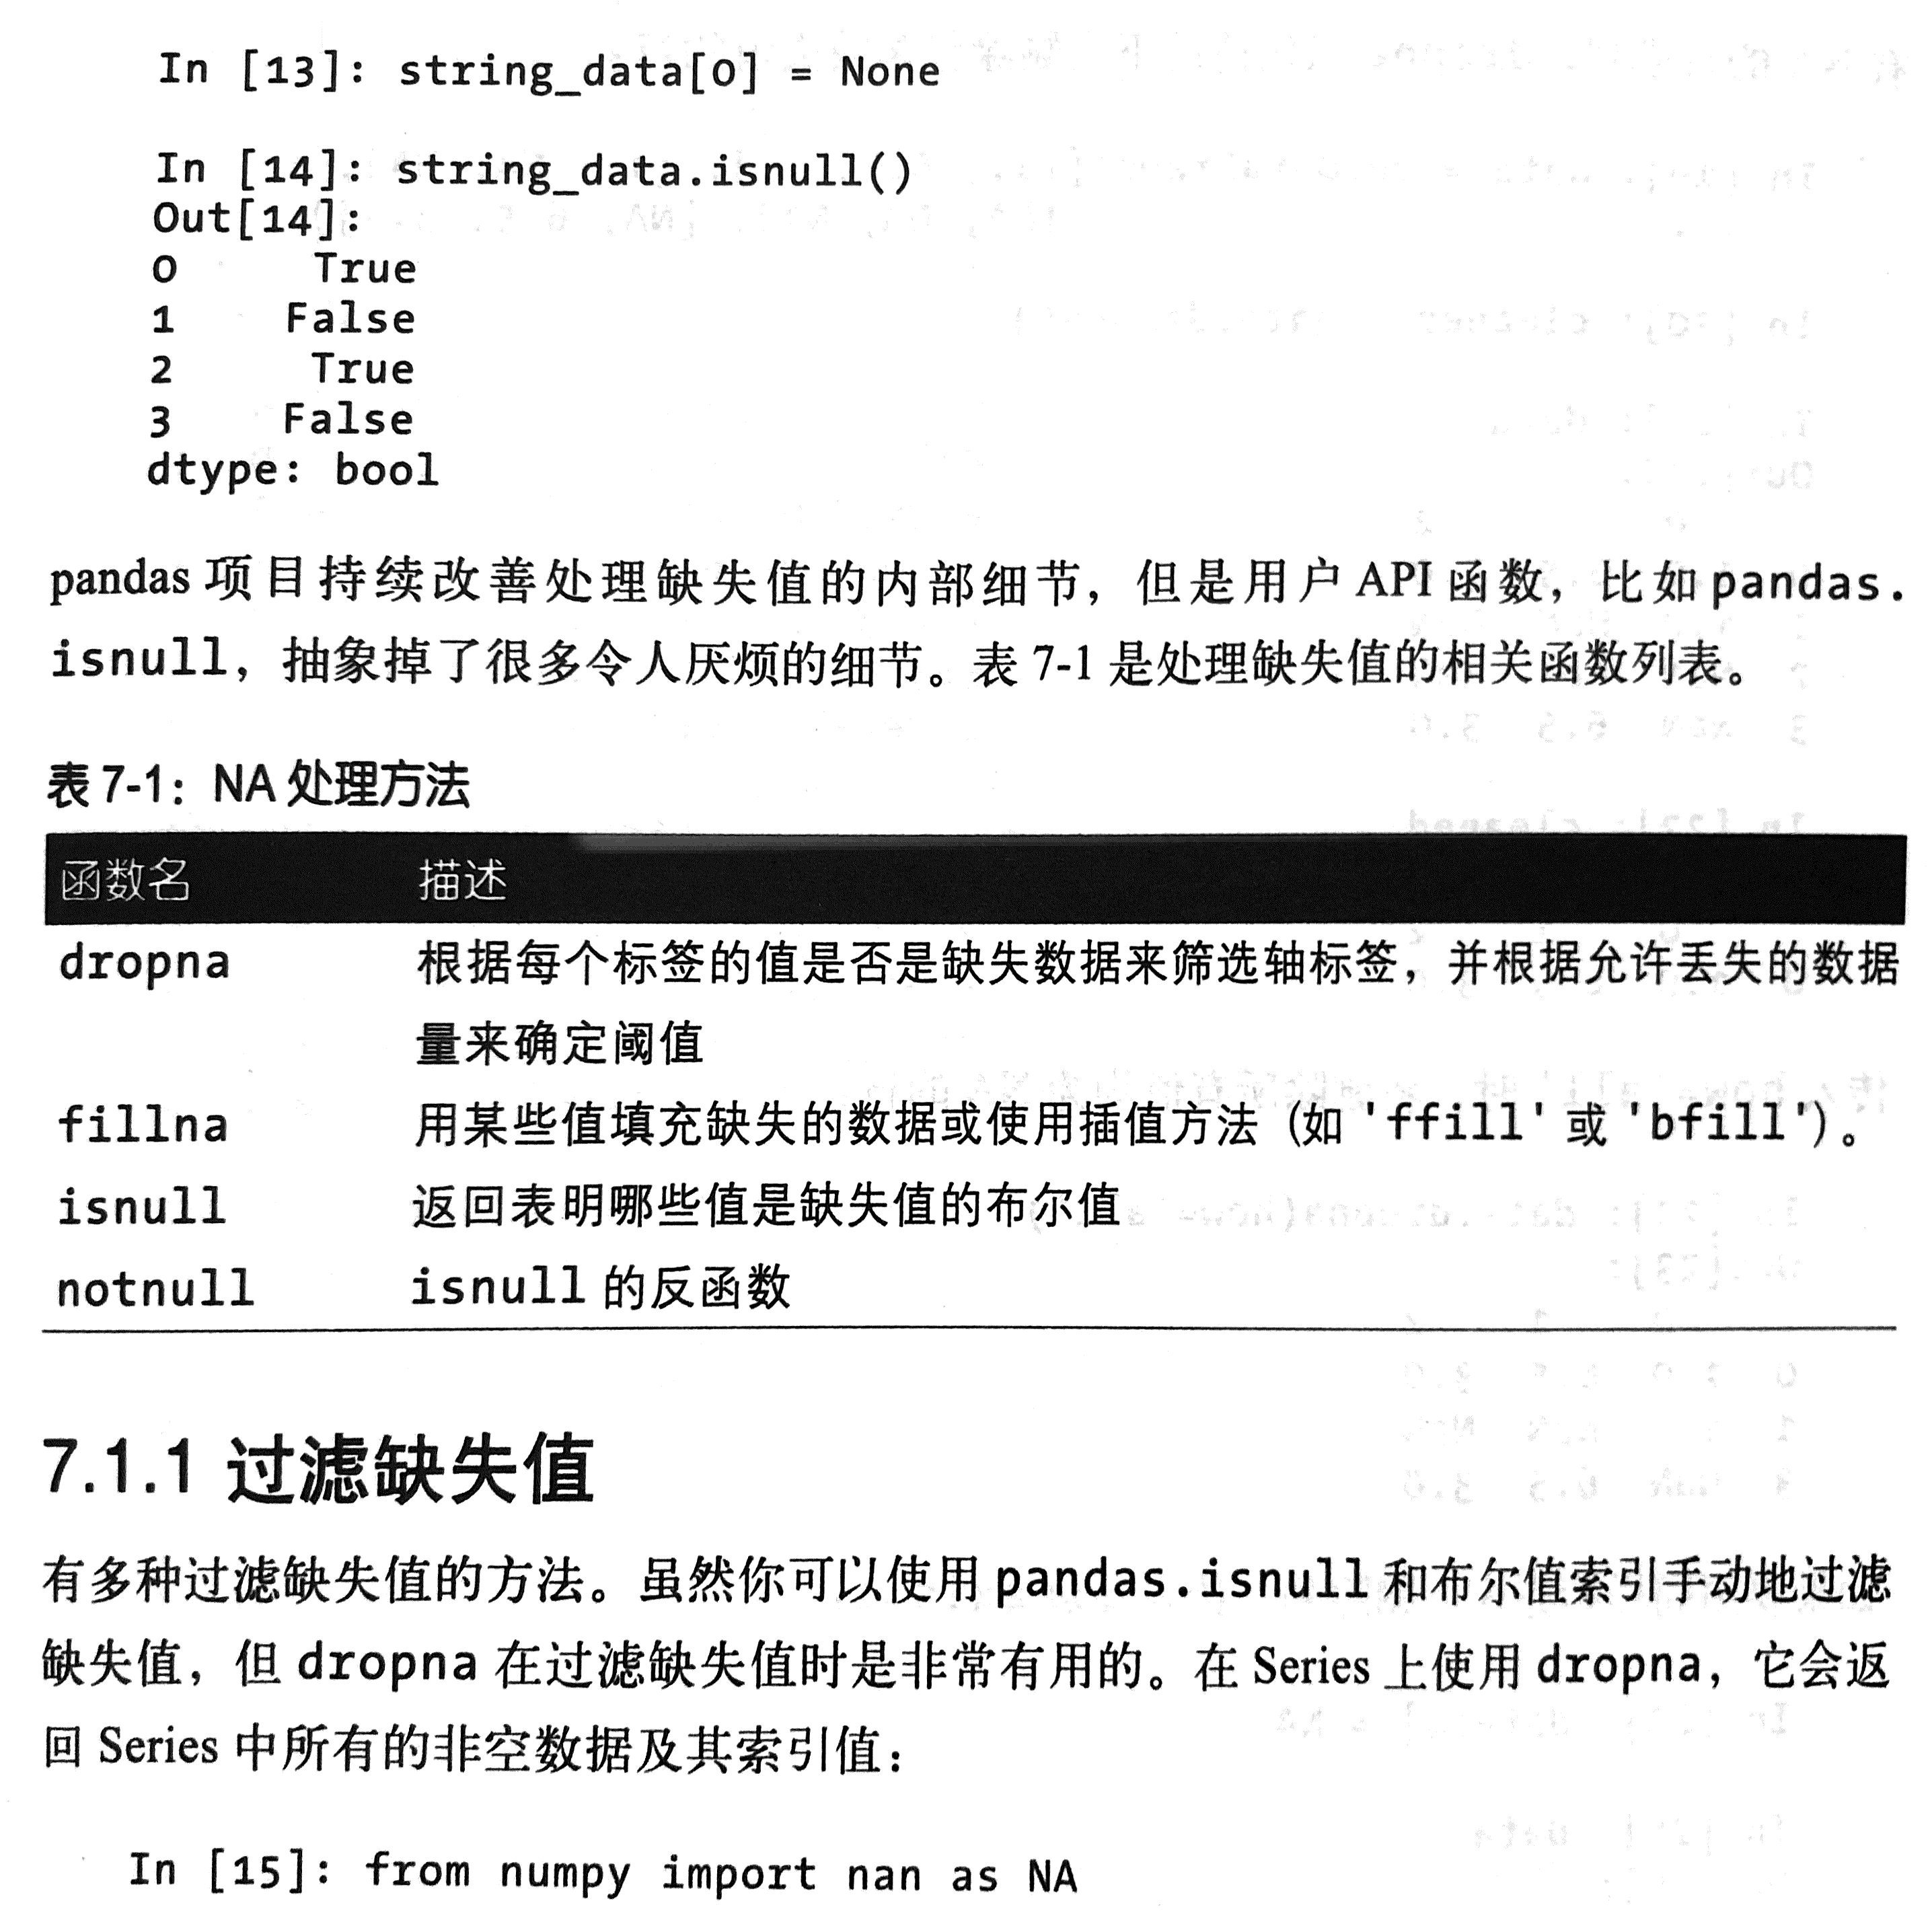 In [13]: string_data[0] = None
In [14]: string_data.isnull()
Out[14]:
0     True
1    False
2     True
3    False
dtype: bool
pandas 项目持续改善处理缺失值的内部细节，但是用户 API 函数，比如 pandas.
isnull，抽象掉了很多令人厌烦的细节。表 7-1 是处理缺失值的相关函数列表。
表 7-1：NA 处理方法
函数名 描述
dropna 根据每个标签的值是否是缺失数据来筛选轴标签，并根据允许丢失的数据
量来确定阈值
fillna 用某些值填充缺失的数据或使用插值方法（如 'ffill' 或 'bfill'）。
isnull 返回表明哪些值是缺失值的布尔值
notnull isnull 的反函数
7.1.1 过滤缺失值
有多种过滤缺失值的方法。虽然你可以使用 pandas.isnull 和布尔值索引手动地过滤
缺失值，但 dropna 在过滤缺失值时是非常有用的。在 Series 上使用 dropna，它会返
回 Series 中所有的非空数据及其索引值：
In [15]: from numpy import nan as NA